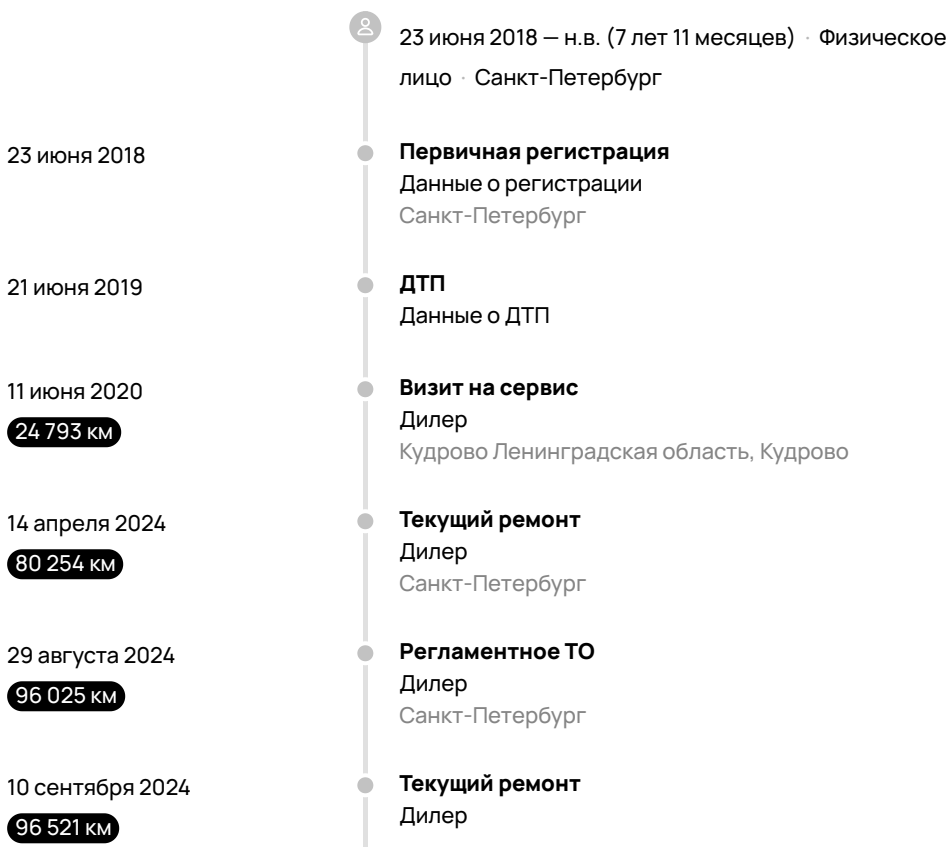 23 июня 2018 — н.в. (7 лет 11 месяцев) · Физическое
лицо · Санкт-Петербург
23 июня 2018
Первичная регистрация
Данные о регистрации
Санкт-Петербург
21 июня 2019
ДТП
Данные о ДТП
11 июня 2020
24 793 км
Визит на сервис
Дилер
Кудрово Ленинградская область, Кудрово
14 апреля 2024
80 254 км
Текущий ремонт
Дилер
Санкт-Петербург
29 августа 2024
96 025 км
Регламентное ТО
Дилер
Санкт-Петербург
10 сентября 2024
96 521 км
Текущий ремонт
Дилер